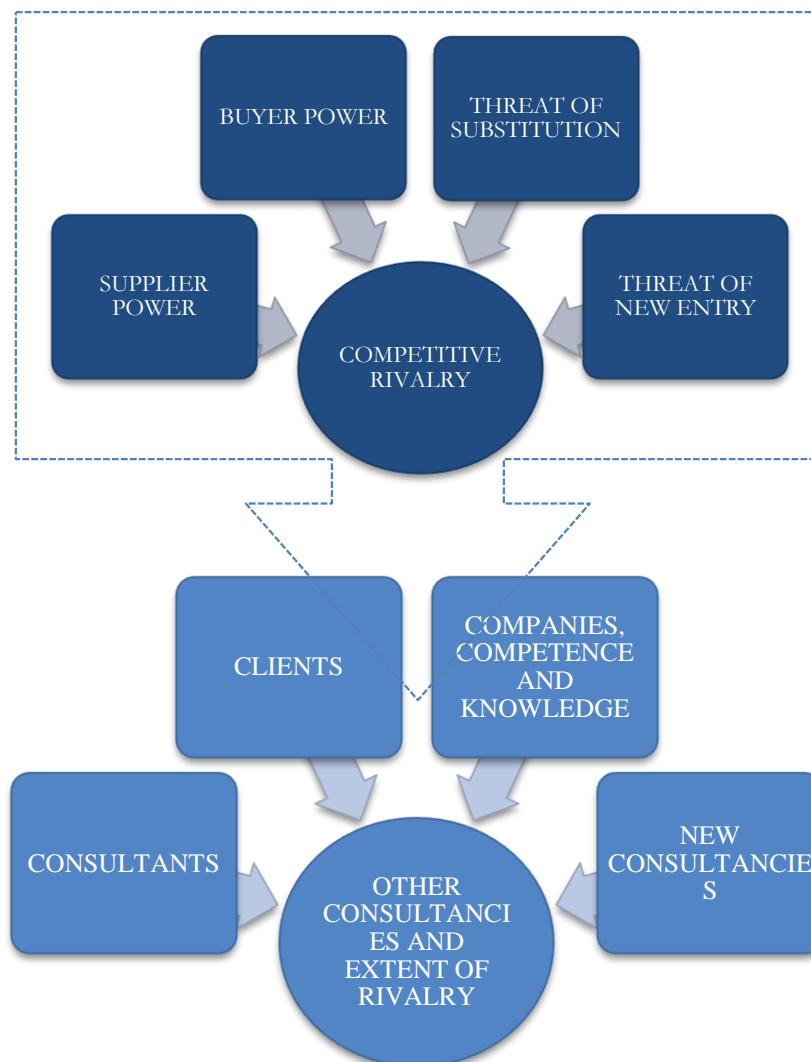 BUYER POWER
THREAT OF
SUBSTITUTION
SUPPLIER
POWER
THREAT OF
NEW ENTRY
COMPETITIVE
RIVALRY
CLIENTS
COMPANIES,
COMPETENCE
AND
KNOWLEDGE
CONSULTANTS
NEW
CONSULTANCIE
S
OTHER
CONSULTANCI
ES AND
EXTENT OF
RIVALRY